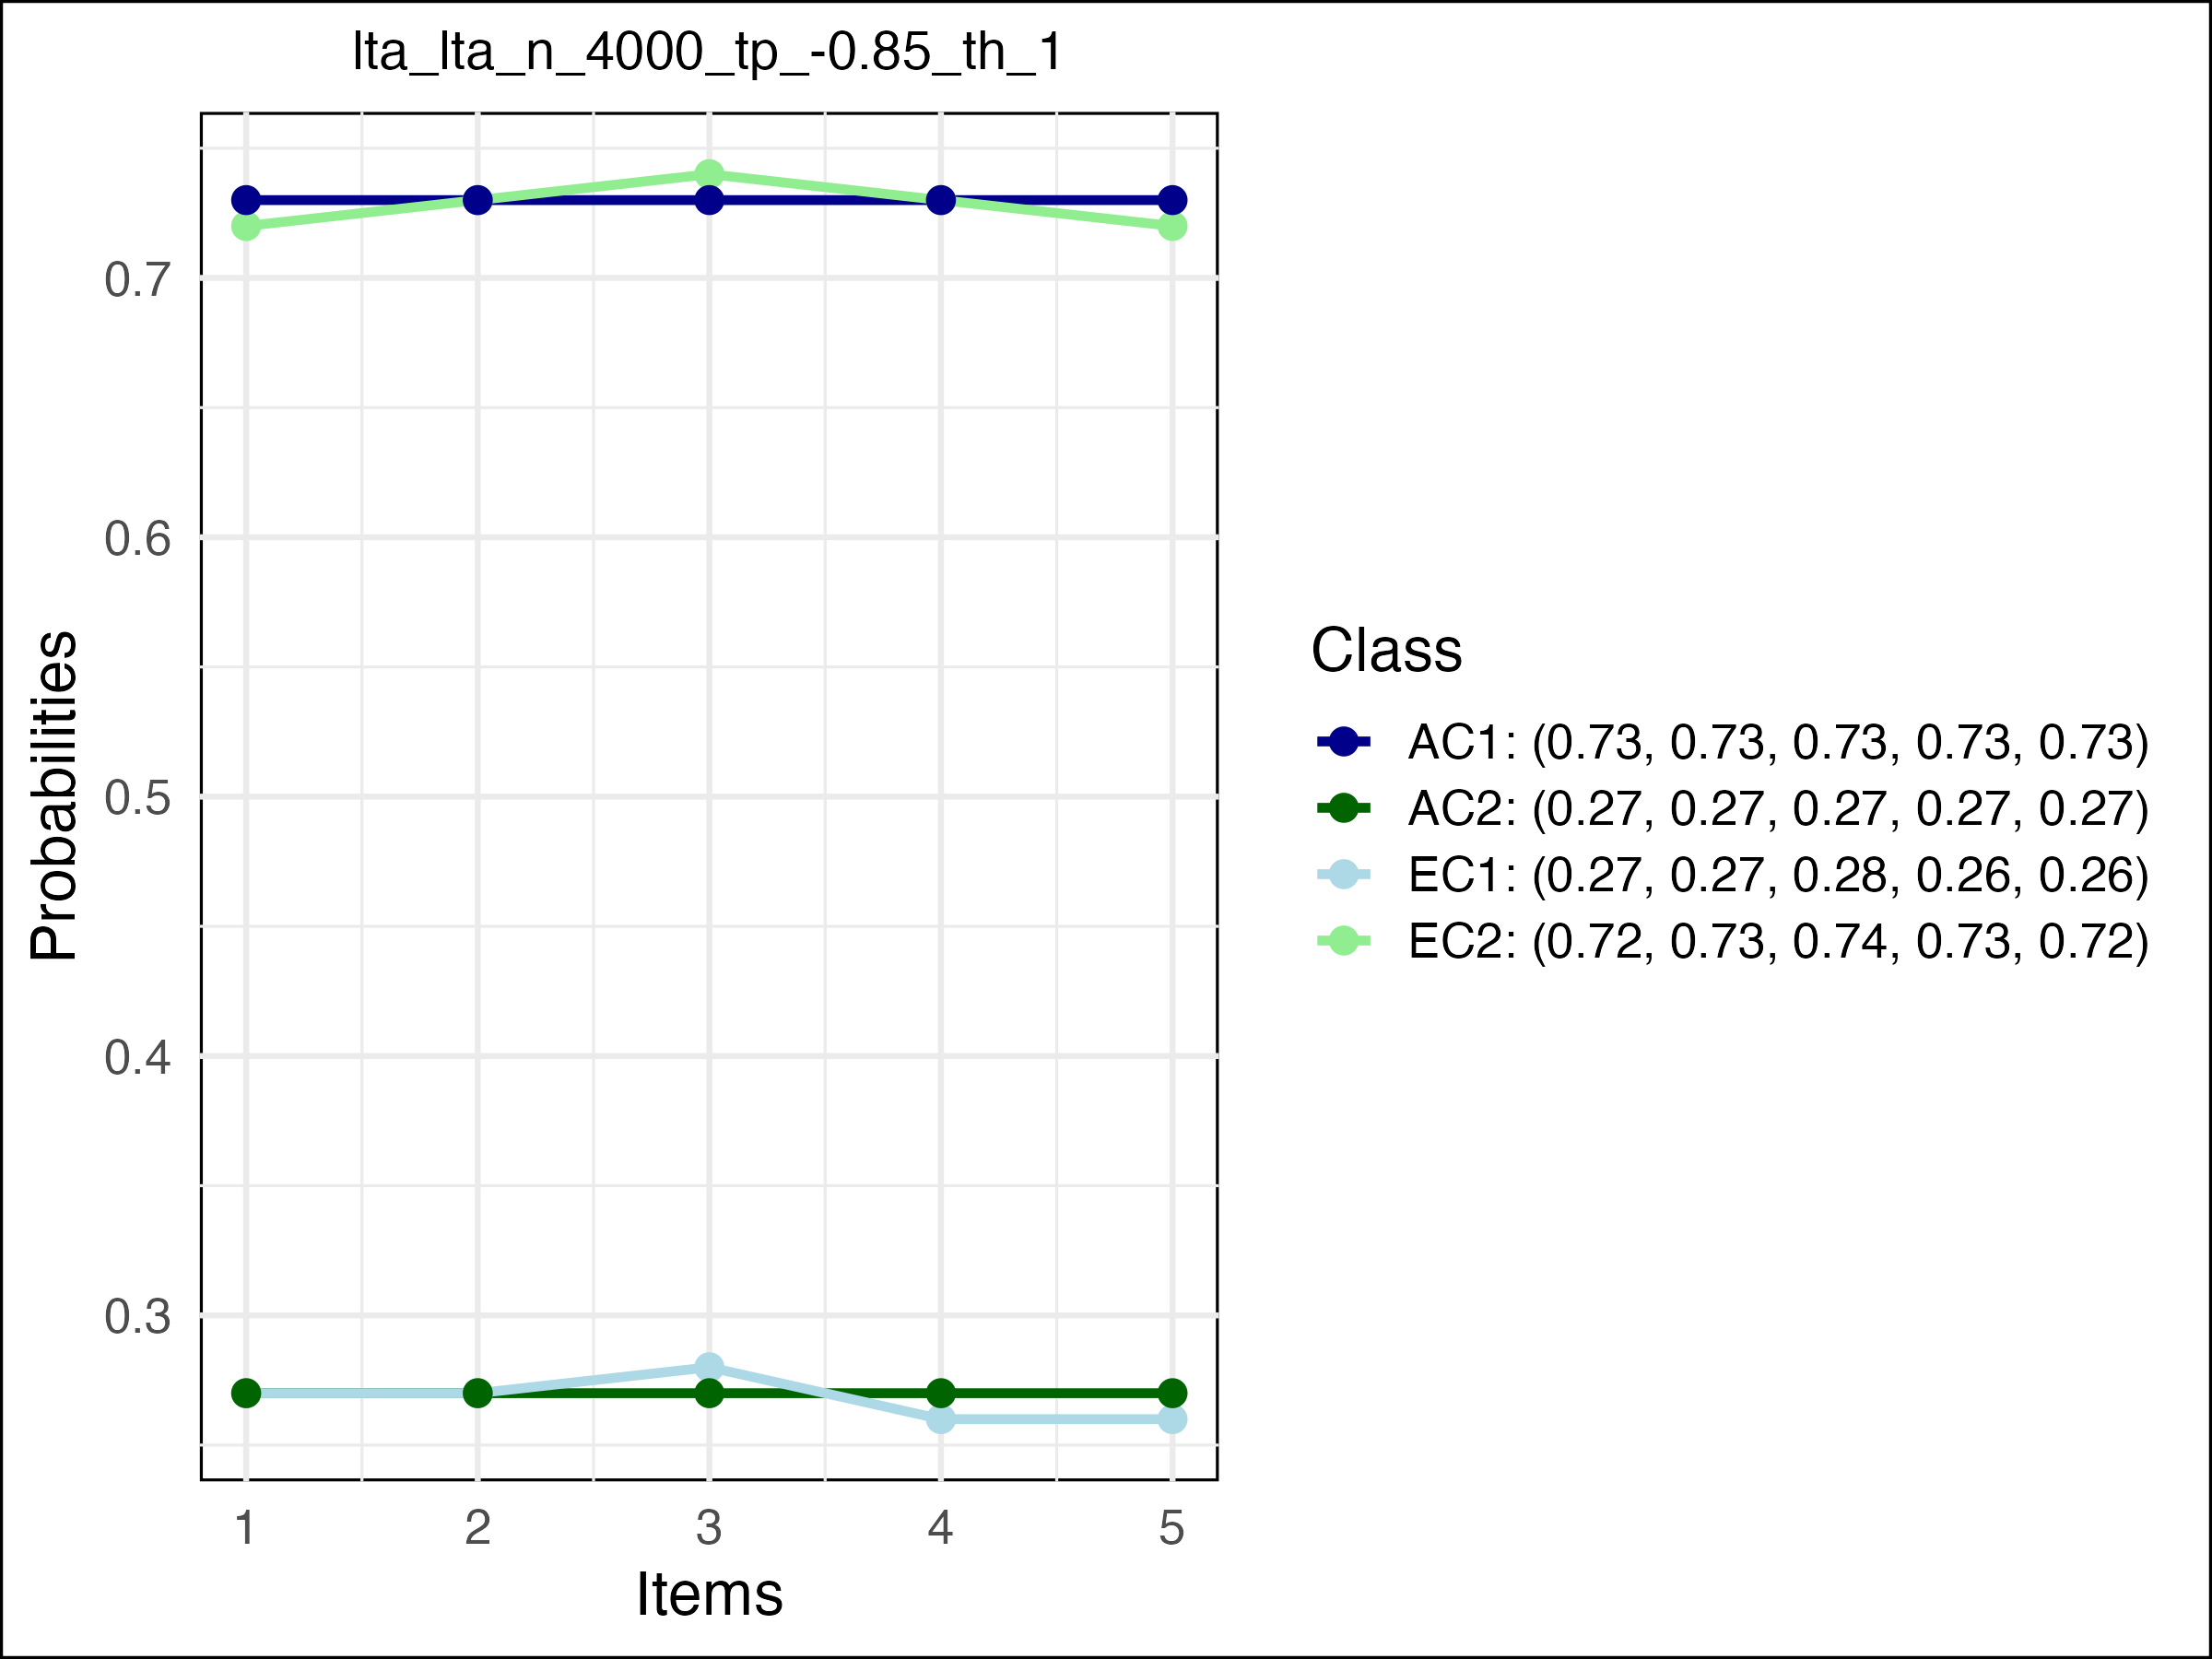 lta_lta_n_4000_tp_-0.85_th_1
Probabilities
0.7
0.6
0.5
0.4
0.3
1 2 3 4 5
Items
Class
AC1: (0.73, 0.73, 0.73, 0.73, 0.73)
AC2: (0.27, 0.27, 0.27, 0.27, 0.27)
EC1: (0.27, 0.27, 0.28, 0.26, 0.26)
EC2: (0.72, 0.73, 0.74, 0.73, 0.72)